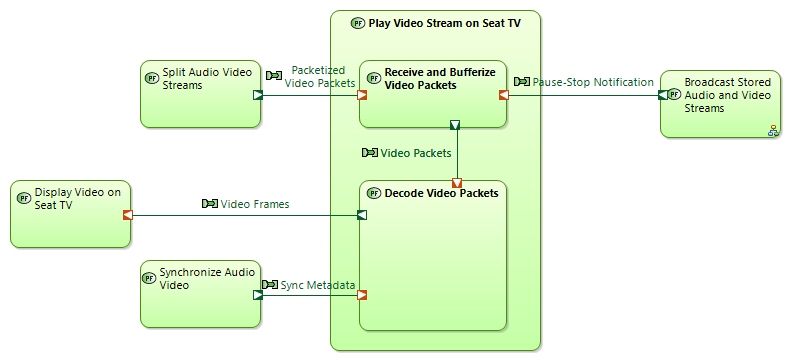 PF Play Video Stream on Seat TV
PF Split Audio Video
Streams
Packetized
Video Packets
PF Receive and Bufferize
Video Packets
Pause-Stop Notification
PF Broadcast Stored
Audio and Video
Streams
Video Packets
PF Display Video on
Seat TV
Video Frames
PF Decode Video Packets
PF Synchronize Audio
Video
Sync Metadata